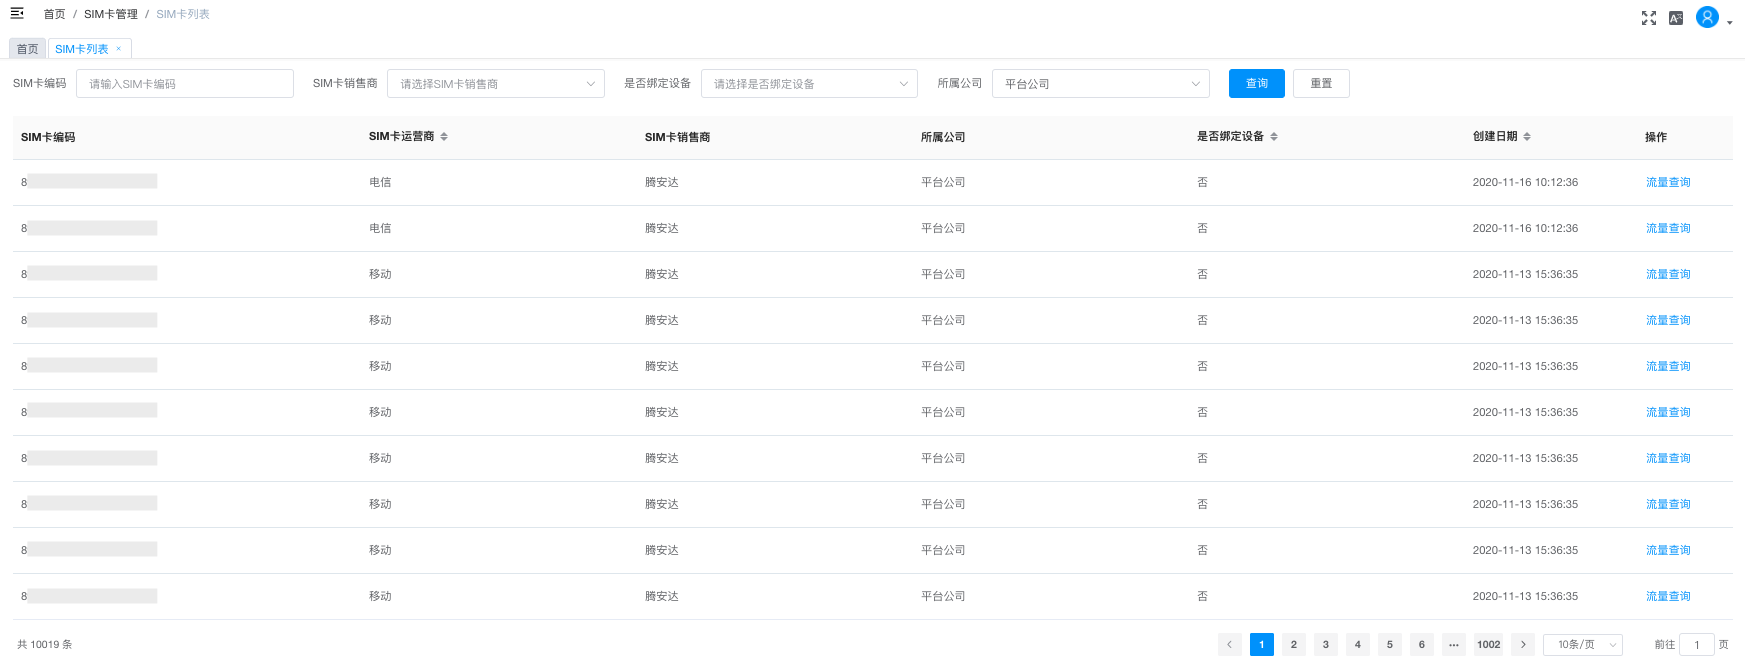 首页 / SIM卡管理 / SIM卡列表
首页 SIM卡列表 ×
SIM卡编码 请输入SIM卡编码 SIM卡销售商 请选择SIM卡销售商 是否绑定设备 请选择是否绑定设备 所属公司 平台公司 查询 重置
SIM卡编码 SIM卡运营商 SIM卡销售商 所属公司 是否绑定设备 创建日期 操作
8 电信 腾安达 平台公司 否 2020-11-16 10:12:36 流量查询
8 电信 腾安达 平台公司 否 2020-11-16 10:12:36 流量查询
8 移动 腾安达 平台公司 否 2020-11-13 15:36:35 流量查询
8 移动 腾安达 平台公司 否 2020-11-13 15:36:35 流量查询
8 移动 腾安达 平台公司 否 2020-11-13 15:36:35 流量查询
8 移动 腾安达 平台公司 否 2020-11-13 15:36:35 流量查询
8 移动 腾安达 平台公司 否 2020-11-13 15:36:35 流量查询
8 移动 腾安达 平台公司 否 2020-11-13 15:36:35 流量查询
8 移动 腾安达 平台公司 否 2020-11-13 15:36:35 流量查询
8 移动 腾安达 平台公司 否 2020-11-13 15:36:35 流量查询
共 10019 条 < 1 2 3 4 5 6 ··· 1002 > 10条/页 前往 1 页